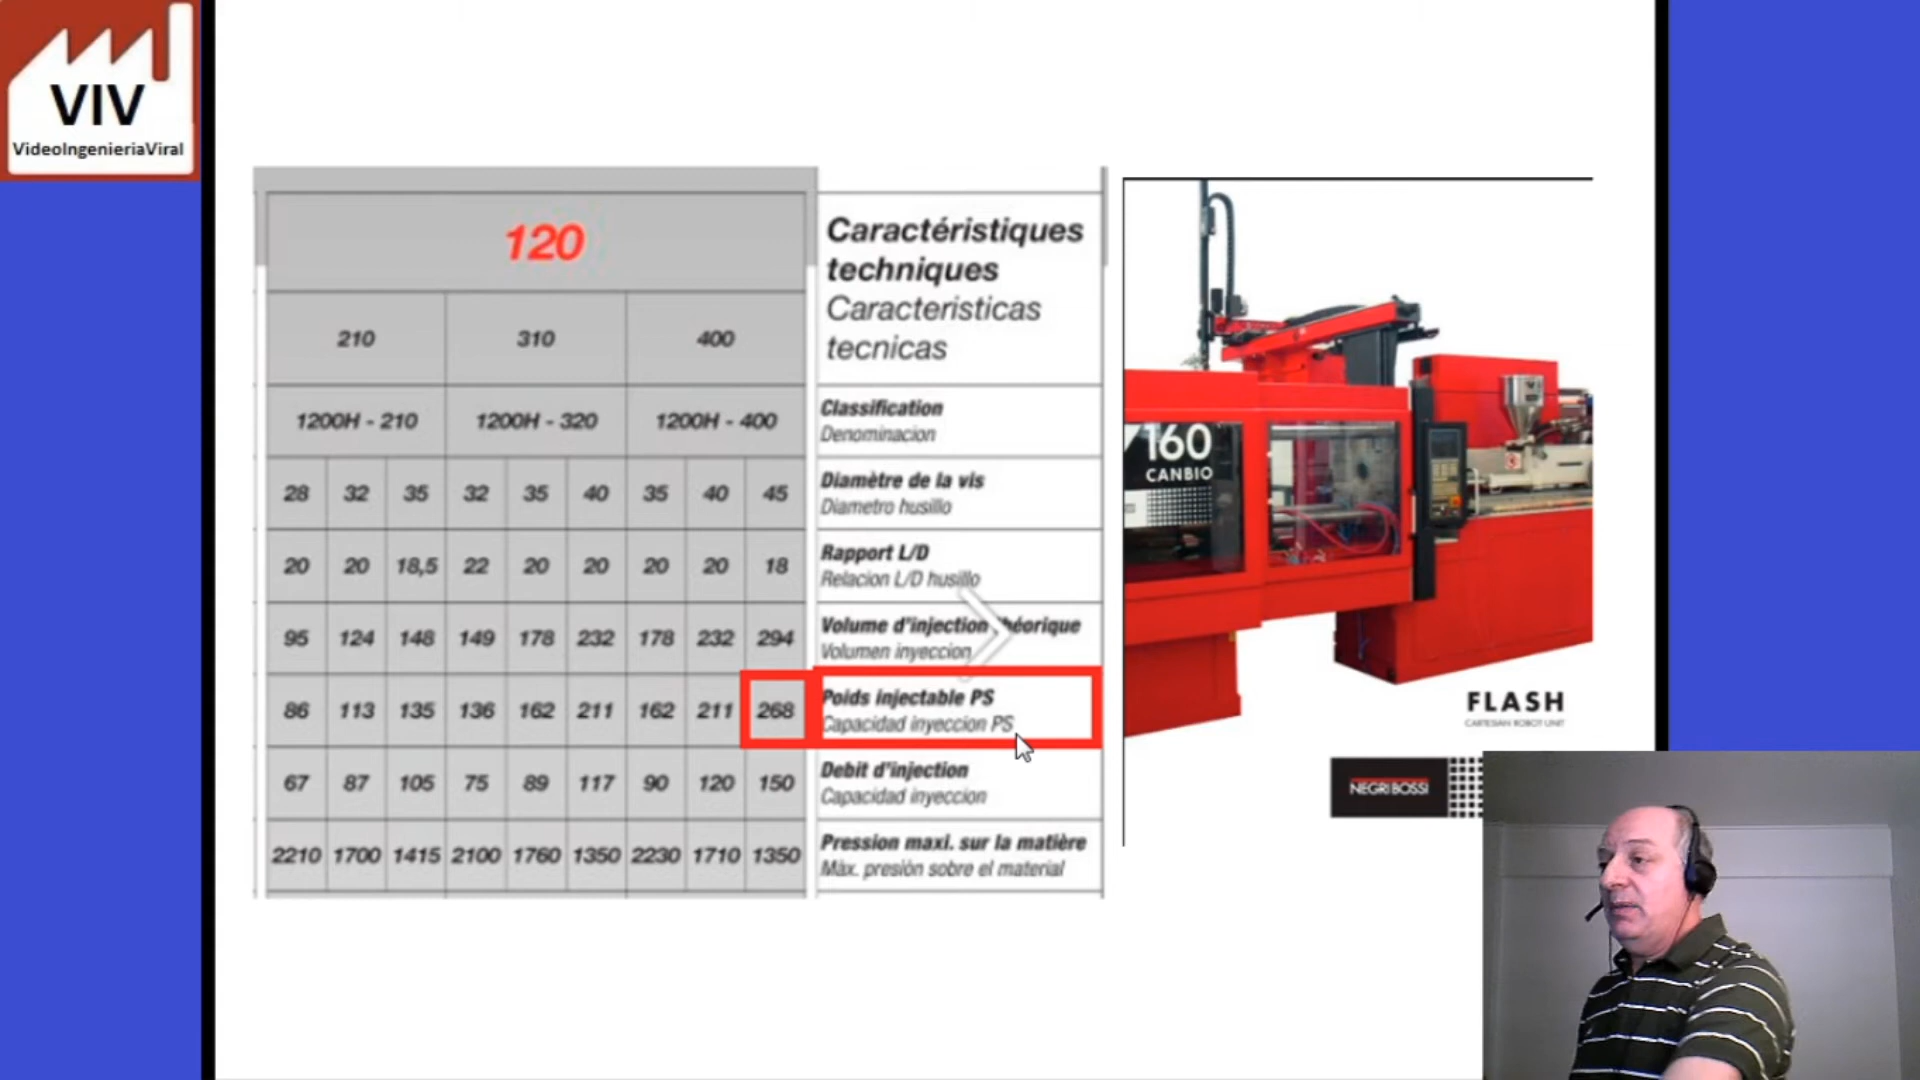 VIV
VideoIngenieriaViral
120
Caractéristiques
techniques
Caracteristicas
tecnicas
210 310 400
1200H - 210 1200H - 320 1200H - 400 Classification
Denominacion
28 32 35 32 35 40 35 40 45 Diamètre de la vis
Diametro husillo
20 20 18,5 22 20 20 20 20 18 Rapport L/D
Relacion L/D husillo
95 124 148 149 178 232 178 232 294 Volume d'injection théorique
Volumen inyeccion
86 113 135 136 162 211 162 211 268 Poids injectable PS
Capacidad inyeccion PS
67 87 105 75 89 117 90 120 150 Debit d'injection
Capacidad inyeccion
2210 1700 1415 2100 1760 1350 2230 1710 1350 Pression maxi. sur la matière
Màx. presión sobre el material
160
CANBIO
FLASH
CARTESIAN ROBOT UNIT
NEGRI BOSSI